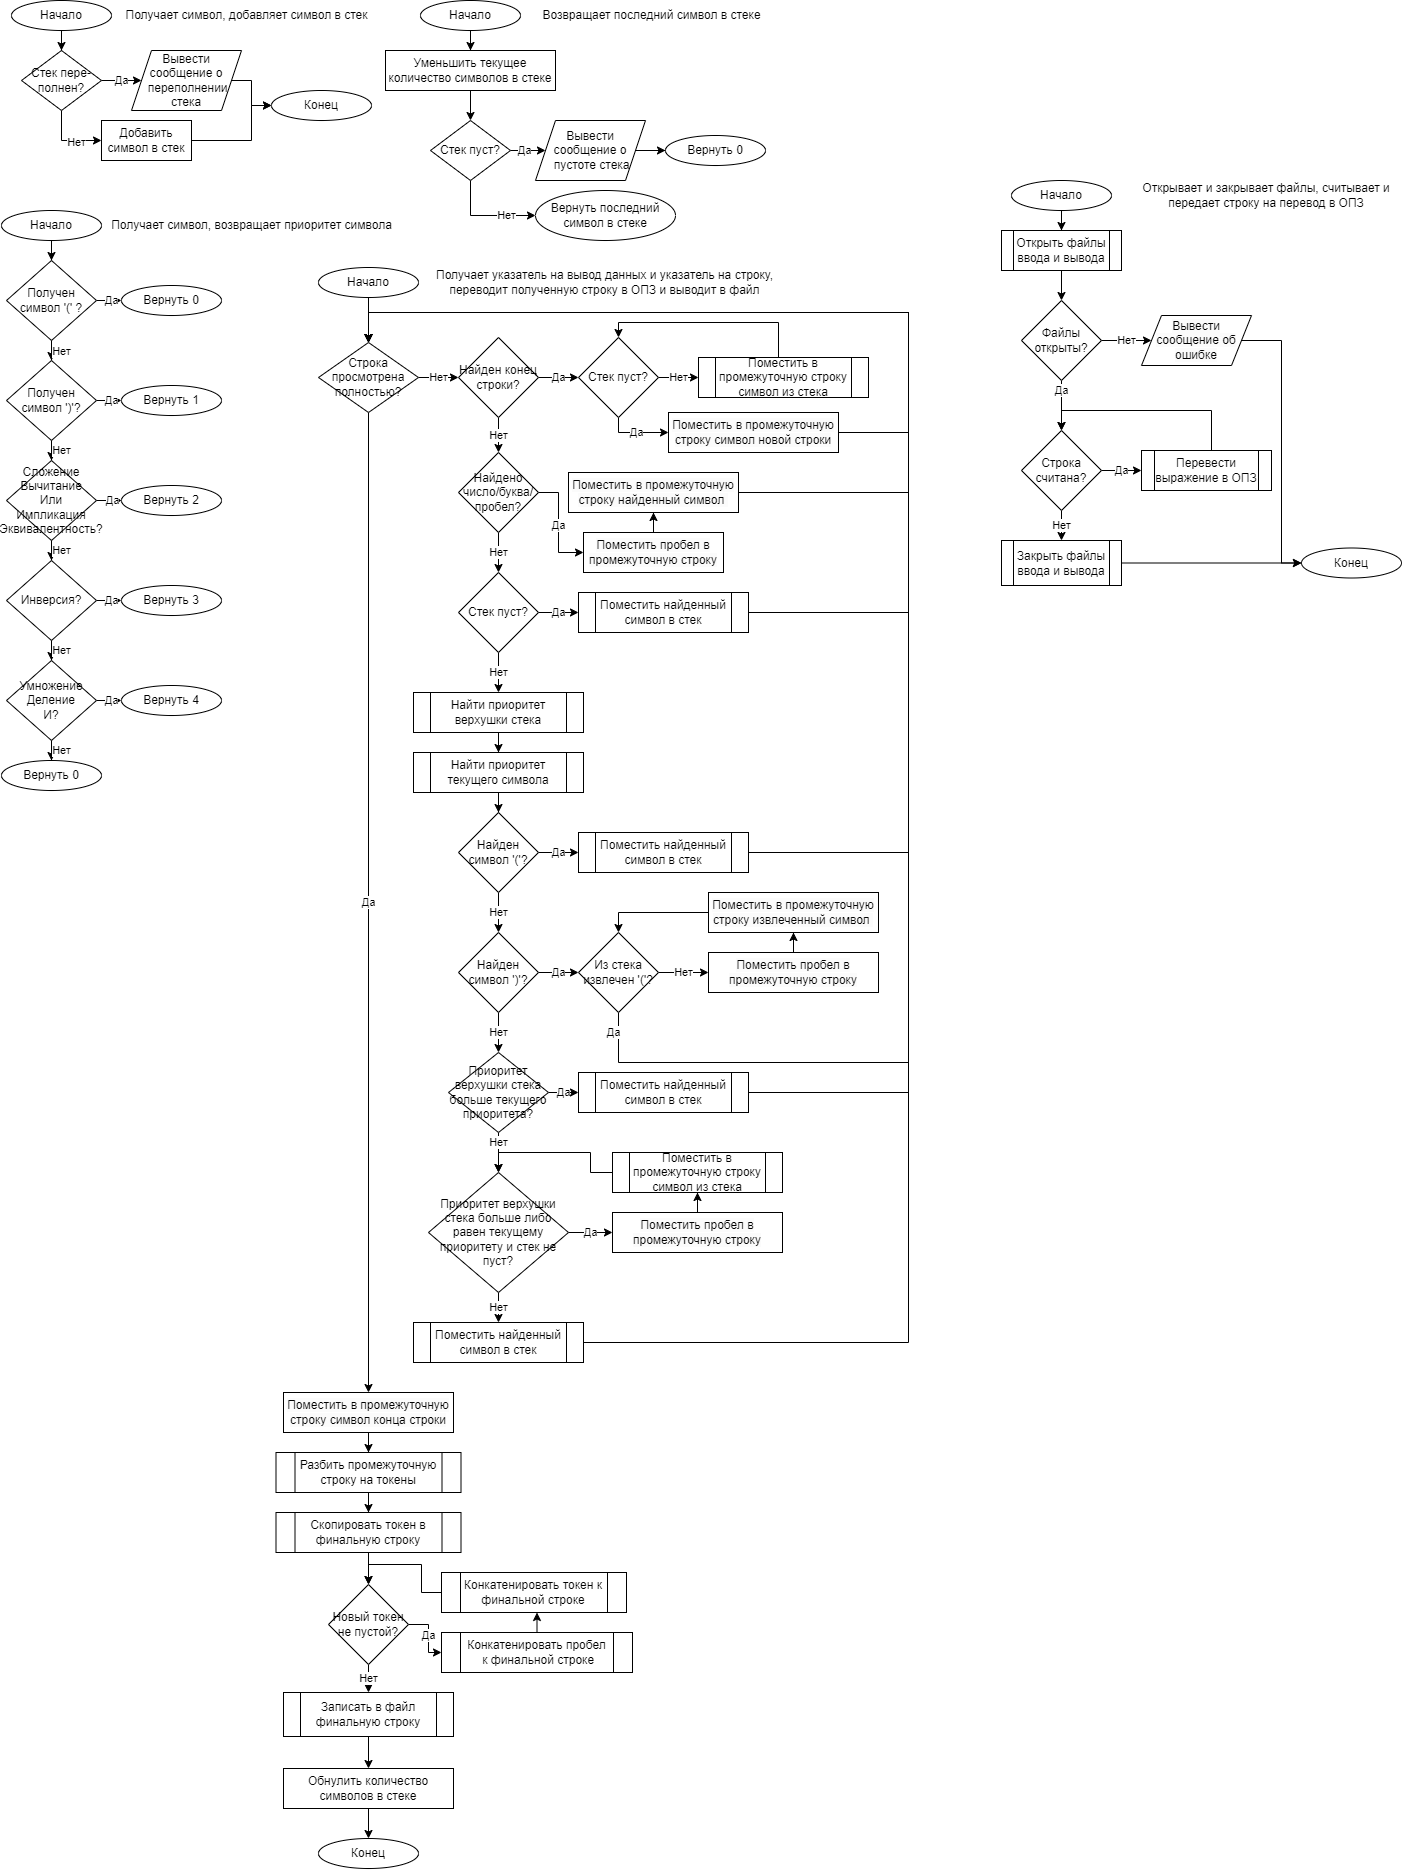 Начало
Получает символ, добавляет символ в стек
Стек пере-
полнен?
Да
Вывести
сообщение о
переполнении
стека
Конец
Нет
Добавить
символ в стек
Начало
Возвращает последний символ в стеке
Уменьшить текущее
количество символов в стеке
Стек пуст?
Да
Вывести
сообщение о
пустоте стека
Вернуть 0
Нет
Вернуть последний
символ в стеке
Начало
Получает символ, возвращает приоритет символа
Получен
символ '(' ?
Да
Вернуть 0
Нет
Получен
символ ')'?
Да
Вернуть 1
Нет
Сложение
Вычитание
Или
Импликация
Эквивалентность?
Да
Вернуть 2
Нет
Инверсия?
Да
Вернуть 3
Нет
Умножение
Деление
И?
Да
Вернуть 4
Нет
Вернуть 0
Начало
Получает указатель на вывод данных и указатель на строку,
переводит полученную строку в ОПЗ и выводит в файл
Строка
просмотрена
полностью?
Нет
Найден конец
строки?
Да
Стек пуст?
Нет
Поместить в
промежуточную строку
символ из стека
Да
Поместить в промежуточную
строку символ новой строки
Нет
Найдено
число/буква/
пробел?
Да
Поместить в промежуточную
строку найденный символ
Поместить пробел в
промежуточную строку
Нет
Стек пуст?
Да
Поместить найденный
символ в стек
Нет
Найти приоритет
верхушки стека
Найти приоритет
текущего символа
Найден
символ '('?
Да
Поместить найденный
символ в стек
Нет
Найден
символ ')'?
Да
Из стека
извлечен '('?
Нет
Поместить в промежуточную
строку извлеченный символ
Поместить пробел в
промежуточную строку
Да
Нет
Приоритет
верхушки стека
больше текущего
приоритета?
Да
Поместить найденный
символ в стек
Нет
Поместить в
промежуточную строку
символ из стека
Приоритет верхушки
стека больше либо
равен текущему
приоритету и стек не
пуст?
Да
Поместить пробел в
промежуточную строку
Нет
Поместить найденный
символ в стек
Да
Поместить в промежуточную
строку символ конца строки
Разбить промежуточную
строку на токены
Скопировать токен в
финальную строку
Новый токен
не пустой?
Да
Конкатенировать токен к
финальной строке
Конкатенировать пробел
к финальной строке
Нет
Записать в файл
финальную строку
Обнулить количество
символов в стеке
Конец
Начало
Открывает и закрывает файлы, считывает и
передает строку на перевод в ОПЗ
Открыть файлы
ввода и вывода
Файлы
открыты?
Нет
Вывести
сообщение об
ошибке
Да
Строка
считана?
Да
Перевести
выражение в ОПЗ
Нет
Закрыть файлы
ввода и вывода
Конец